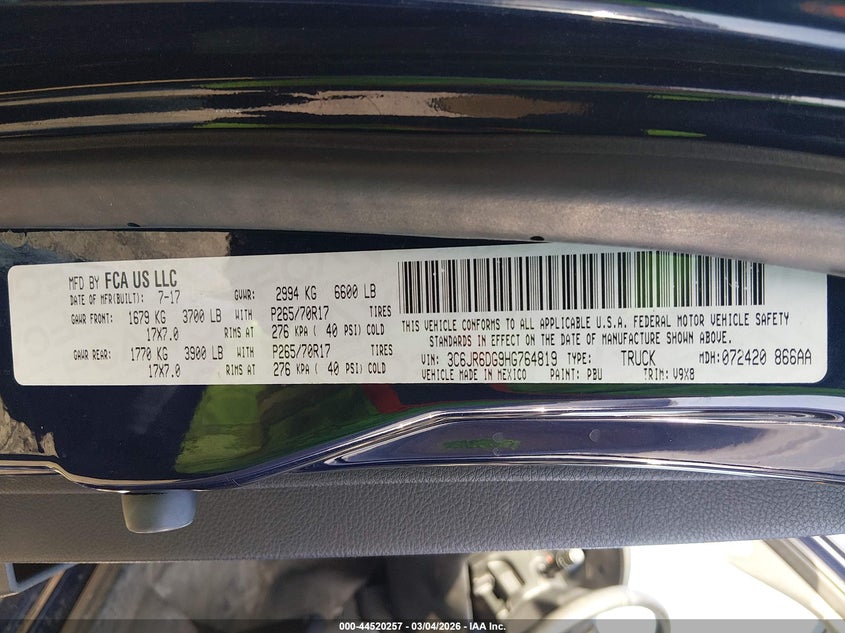 MFD BY FCA US LLC
DATE OF MFR(BUILT): 7-17 GVWR: 2994 KG 6600 LB
GAWR FRONT: 1679 KG 3700 LB WITH P265/70R17 TIRES
17X7.0 RIMS AT 276 KPA ( 40 PSI) COLD
GAWR REAR: 1770 KG 3900 LB WITH P265/70R17 TIRES
17X7.0 RIMS AT 276 KPA ( 40 PSI) COLD
THIS VEHICLE CONFORMS TO ALL APPLICABLE U.S.A. FEDERAL MOTOR VEHICLE SAFETY
STANDARDS IN EFFECT ON THE DATE OF MANUFACTURE SHOWN ABOVE.
VIN: 3C6JR6DG9HG764819 TYPE: TRUCK MDH: 072420 866AA
VEHICLE MADE IN MEXICO PAINT: PBU TRIM: V9X8
000-44520257 - 03/04/2026 - IAA Inc.